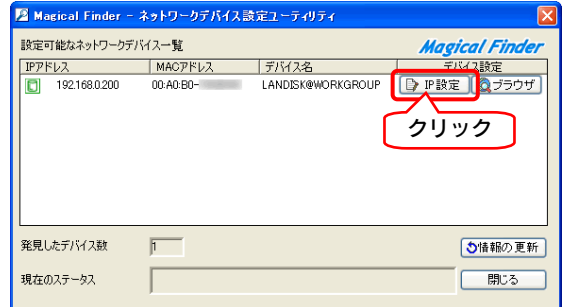 Magical Finder - ネットワークデバイス設定ユーティリティ
設定可能なネットワークデバイス一覧
Magical Finder
IPアドレス MACアドレス デバイス名 デバイス設定
192.168.0.200 00:A0:B0- LANDISK@WORKGROUP IP設定 ブラウザ
クリック
発見したデバイス数 1 情報の更新
現在のステータス 閉じる